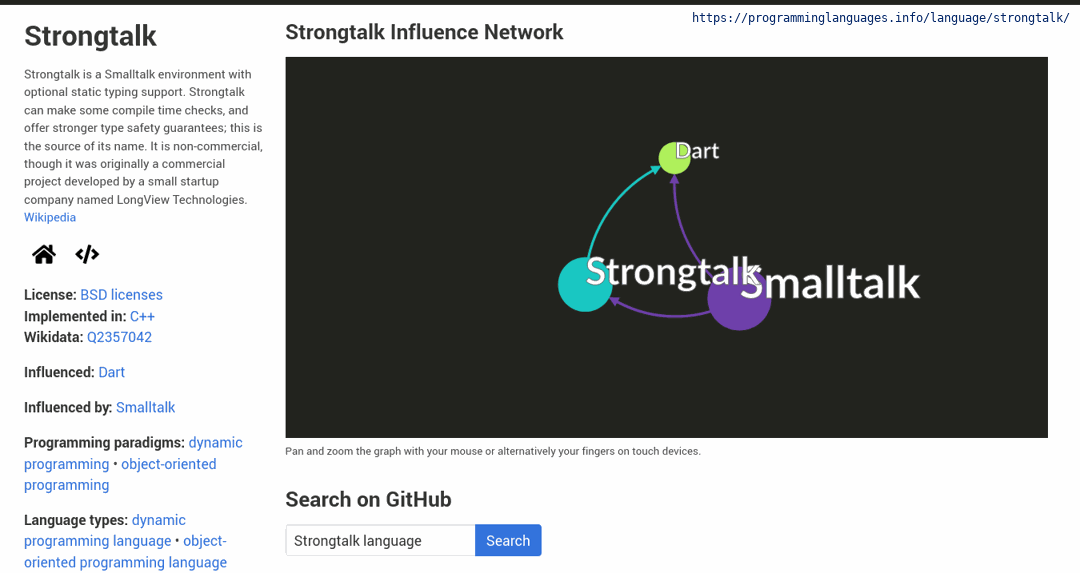 https://programminglanguages.info/language/strongtalk/
Strongtalk
Strongtalk is a Smalltalk environment with
optional static typing support. Strongtalk
can make some compile time checks, and
offer stronger type safety guarantees; this is
the source of its name. It is non-commercial,
though it was originally a commercial
project developed by a small startup
company named LongView Technologies.
Wikipedia
License: BSD licenses
Implemented in: C++
Wikidata: Q2357042
Influenced: Dart
Influenced by: Smalltalk
Programming paradigms: dynamic
programming • object-oriented
programming
Language types: dynamic
programming language • object-
oriented programming language
Strongtalk Influence Network
Dart
Strongtalk
Smalltalk
Pan and zoom the graph with your mouse or alternatively your fingers on touch devices.
Search on GitHub
Strongtalk language
Search